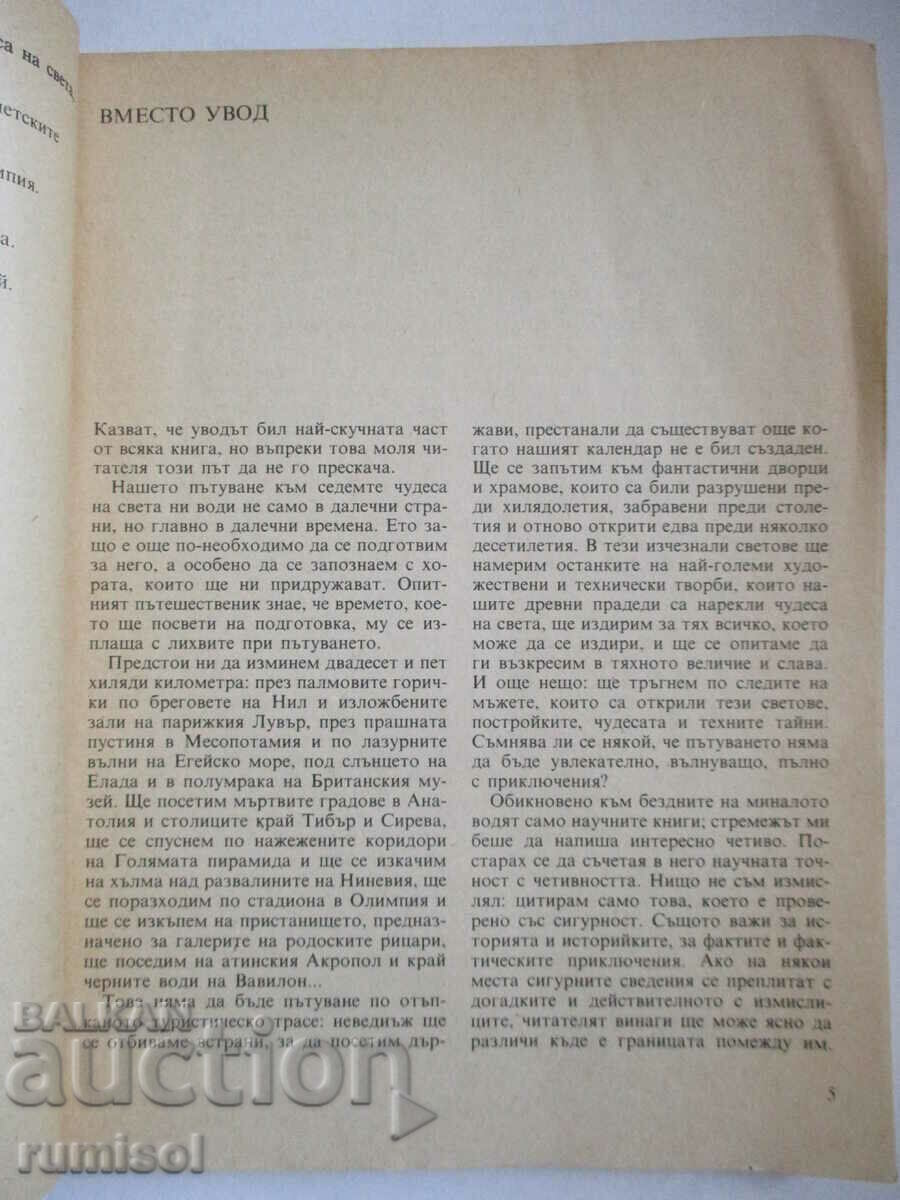 са на света
летските
мпия.
а.
й.
ВМЕСТО УВОД
Казват, че уводът бил най-скучната част
от всяка книга, но въпреки това моля чи-
тателя този път да не го прескача.
Нашето пътуване към седемте чудеса
на света ни води не само в далечни стра-
ни, но главно в далечни времена. Ето за-
що е още по-необходимо да се подготвим
за него, а особено да се запознаем с хо-
рата, които ще ни придружават. Опит-
ният пътешественик знае, че времето, кое-
то ще посвети на подготовка, му се из-
плаща с лихвите при пътуването.
Предстои ни да изминем двадесет и пет
хиляди километра: през палмовите горич-
ки по бреговете на Нил и изложбените
зали на парижкия Лувър, през прашната
пустиня в Месопотамия и по лазурните
вълни на Егейско море, под слънцето на
Елада и в полумрака на Британския му-
зей. Ще посетим мъртвите градове в Ана-
толия и столиците край Тибър и Сирева,
ще се спуснем по нажежените коридори
на Голямата пирамида и ще се изкачим
на хълма над развалините на Ниневия, ще
се поразходим по стадиона в Олимпия и
ще се изкъпем на пристанището, предназ-
начено за галерите на родоските рицари,
ще поседим на атинския Акропол и край
черните води на Вавилон...
Това няма да бъде пътуване по отъп-
каното туристическо трасе: неведнъж ще
се отбиваме встрани, за да посетим дър-
жави, престанали да съществуват още ко-
гато нашият календар не е бил създаден.
Ще се запътим към фантастични дворци
и храмове, които са били разрушени пре-
ди хилядолетия, забравени преди столе-
тия и отново открити едва преди няколко
десетилетия. В тези изчезнали светове ще
намерим останките на най-големи худо-
жествени и технически творби, които на-
шите древни прадеди са нарекли чудеса
на света, ще издирим за тях всичко, което
може да се издири, и ще се опитаме да
ги възкресим в тяхното величие и слава.
И още нещо: ще тръгнем по следите на
мъжете, които са открили тези светове,
постройките, чудесата и техните тайни.
Съмнява ли се някой, че пътуването няма
да бъде увлекателно, вълнуващо, пълно
с приключения?
Обикновено към бездните на миналото
водят само научните книги; стремежът ми
беше да напиша интересно четиво. По-
старах се да съчетая в него научната точ-
ност с четивността. Нищо не съм измис-
лял: цитирам само това, което е прове-
рено със сигурност. Същото важи за ис-
торията и историйките, за фактите и фак-
тическите приключения. Ако на някои
места сигурните сведения се преплитат с
догадките и действителното с измислиц-
ите, читателят винаги ще може ясно да
различи къде е границата помежду им.
5
BALKAN
auction
rumisol